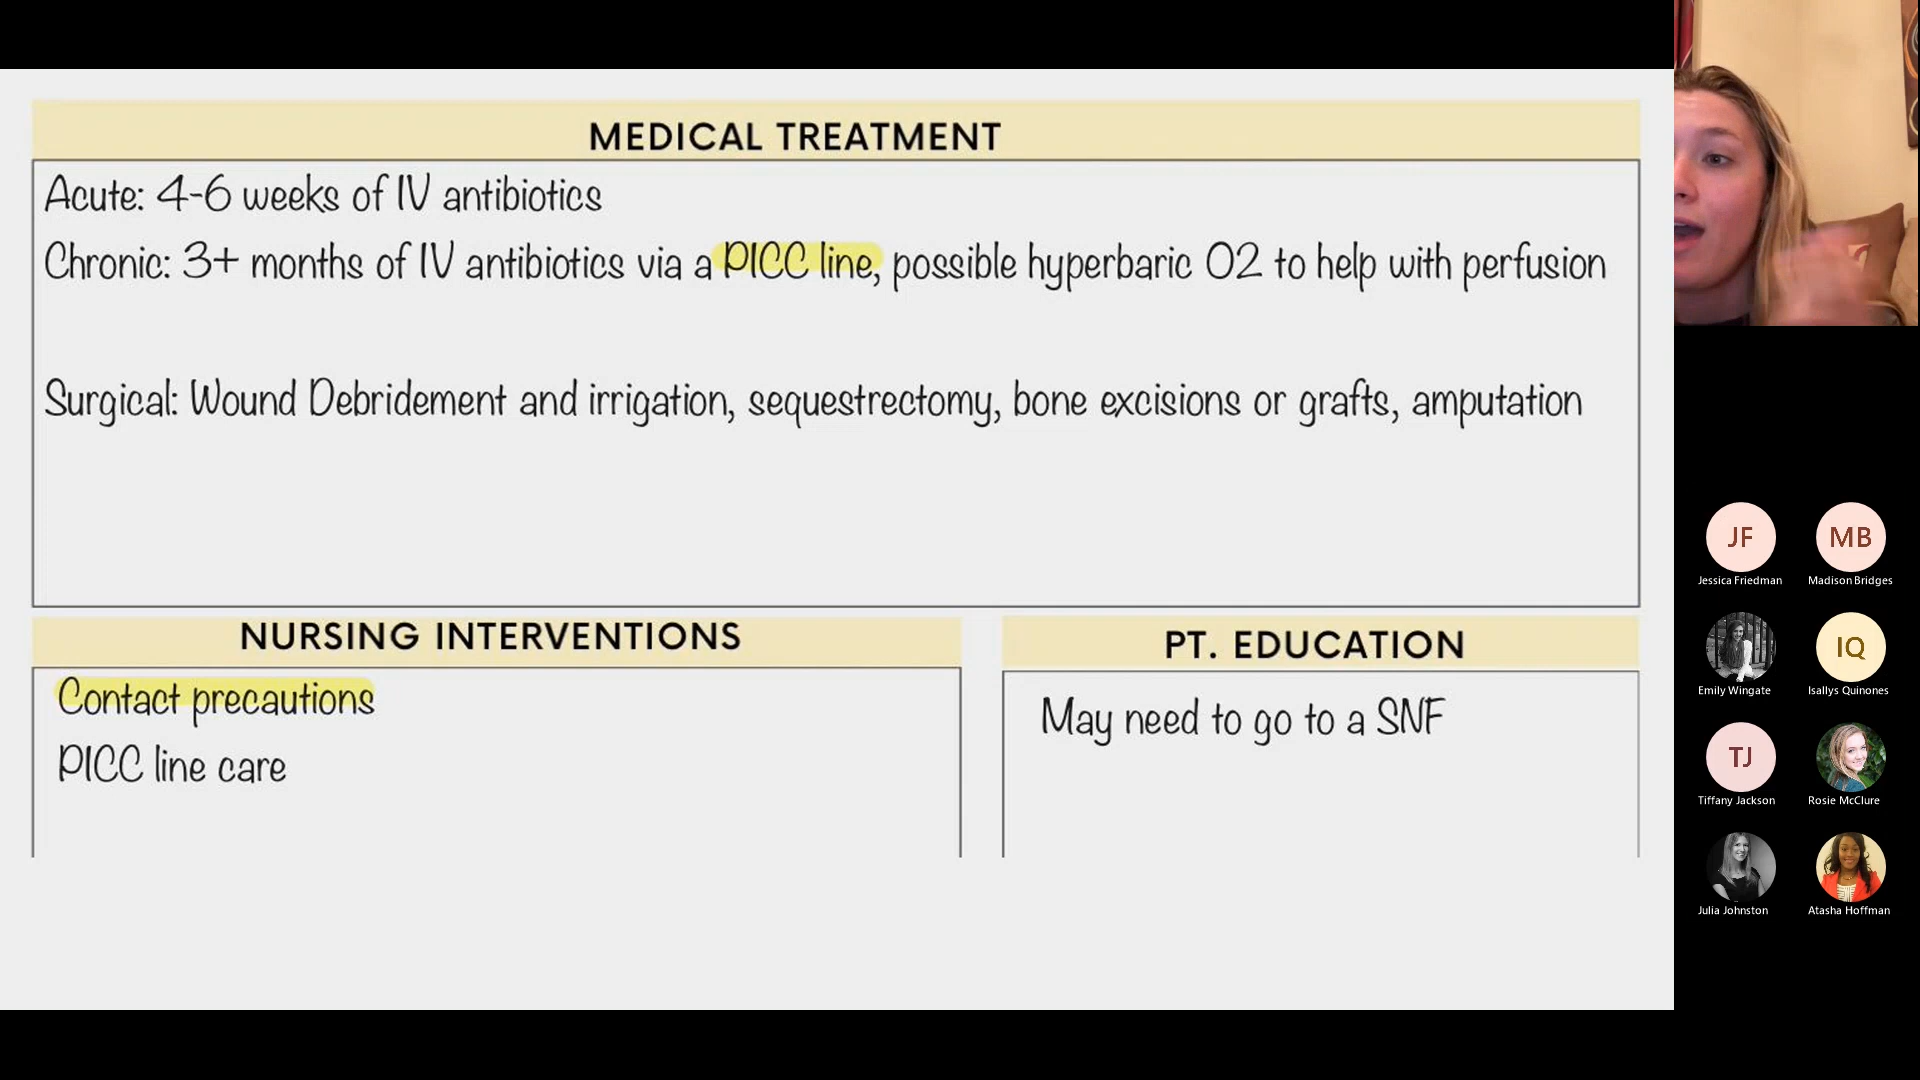 MEDICAL TREATMENT
Acute: 4-6 weeks of IV antibiotics
Chronic: 3+ months of IV antibiotics via a PICC line, possible hyperbaric O2 to help with perfusion
Surgical: Wound Debridement and irrigation, sequestrectomy, bone excisions or grafts, amputation
NURSING INTERVENTIONS
Contact precautions
PICC line care
PT. EDUCATION
May need to go to a SNF
JF
Jessica Friedman
MB
Madison Bridges
Emily Wingate
IQ
Isallys Quinones
TJ
Tiffany Jackson
Rosie McClure
Julia Johnston
Atasha Hoffman